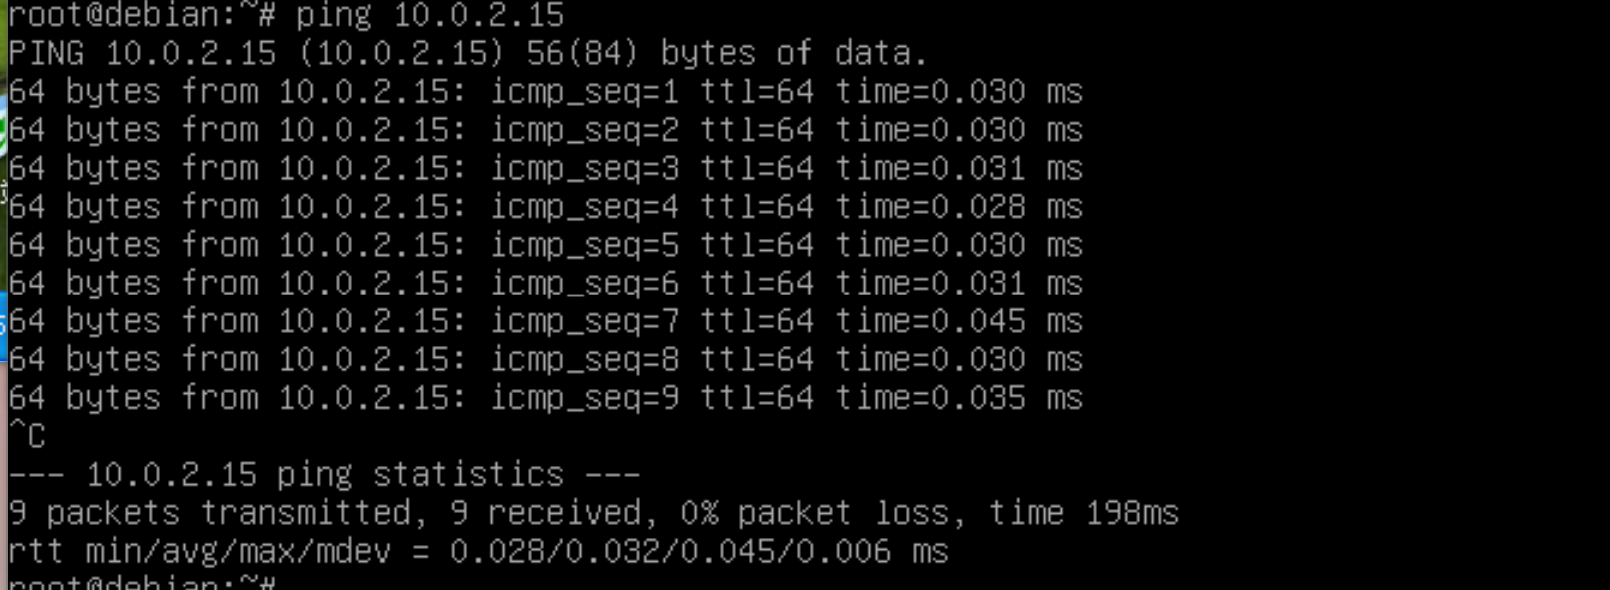 root@debian:~# ping 10.0.2.15
PING 10.0.2.15 (10.0.2.15) 56(84) bytes of data.
64 bytes from 10.0.2.15: icmp_seq=1 ttl=64 time=0.030 ms
64 bytes from 10.0.2.15: icmp_seq=2 ttl=64 time=0.030 ms
64 bytes from 10.0.2.15: icmp_seq=3 ttl=64 time=0.031 ms
64 bytes from 10.0.2.15: icmp_seq=4 ttl=64 time=0.028 ms
64 bytes from 10.0.2.15: icmp_seq=5 ttl=64 time=0.030 ms
64 bytes from 10.0.2.15: icmp_seq=6 ttl=64 time=0.031 ms
64 bytes from 10.0.2.15: icmp_seq=7 ttl=64 time=0.045 ms
64 bytes from 10.0.2.15: icmp_seq=8 ttl=64 time=0.030 ms
64 bytes from 10.0.2.15: icmp_seq=9 ttl=64 time=0.035 ms
^C
--- 10.0.2.15 ping statistics ---
9 packets transmitted, 9 received, 0% packet loss, time 198ms
rtt min/avg/max/mdev = 0.028/0.032/0.045/0.006 ms
root@debian:~#